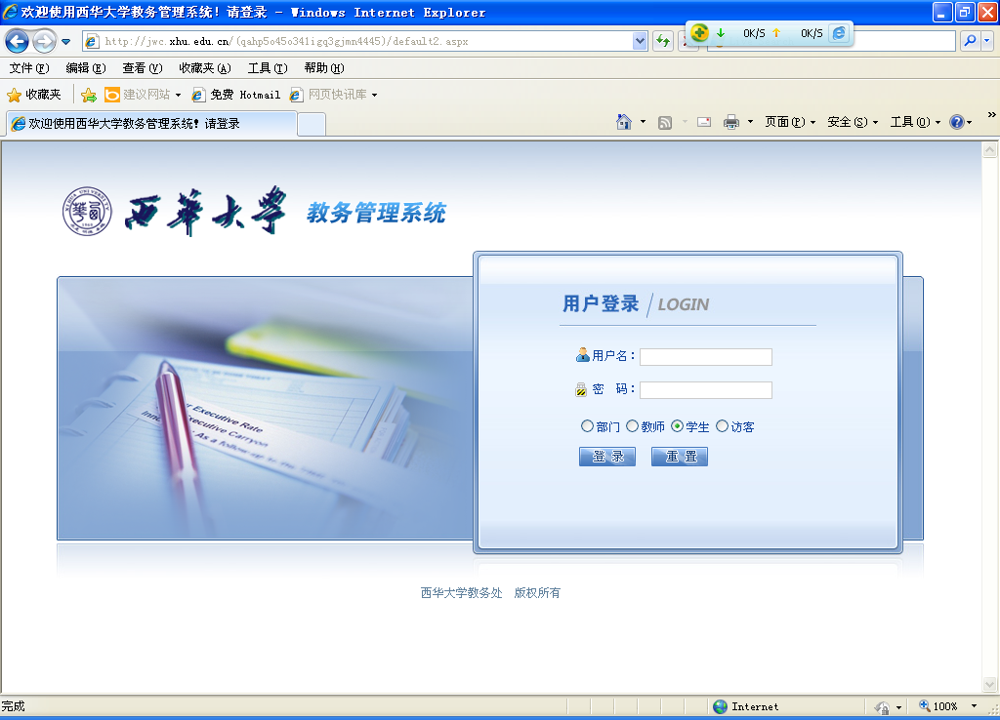 欢迎使用西华大学教务管理系统！请登录 - Windows Internet Explorer
http://jwc.xhu.edu.cn/(qahp5o45o341igq3gjmn4445)/default2.aspx
0K/S 0K/S
文件(F) 编辑(E) 查看(V) 收藏夹(A) 工具(T) 帮助(H)
收藏夹 建议网站 免费 Hotmail 网页快讯库
欢迎使用西华大学教务管理系统！请登录
页面(P) 安全(S) 工具(O) »
西华大学 教务管理系统
用户登录 LOGIN
用户名：
密 码：
部门 教师 学生 访客
登 录 重 置
Executive Rate
Executive Carryon
As a follow-up to
西华大学教务处 版权所有
完成 Internet 100%